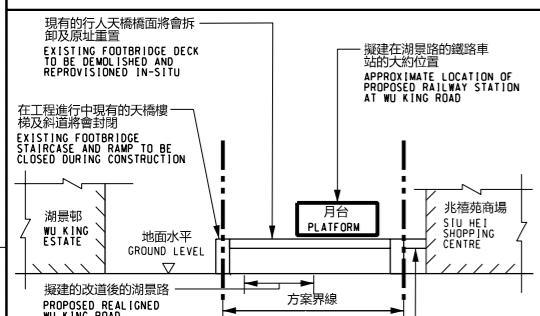 現有的行人天橋橋面將會拆
卸及原址重置
EXISTING FOOTBRIDGE DECK
TO BE DEMOLISHED AND
REPROVISIONED IN-SITU
擬建在湖景路的鐵路車
站的大約位置
APPROXIMATE LOCATION OF
PROPOSED RAILWAY STATION
AT WU KING ROAD
在工程進行中現有的天橋樓
梯及斜道將會封閉
EXISTING FOOTBRIDGE
STAIRCASE AND RAMP TO BE
CLOSED DURING CONSTRUCTION
湖景邨
WU KING
ESTATE
地面水平
GROUND LEVEL
月台
PLATFORM
兆禧苑商場
SIU HEI
SHOPPING
CENTRE
擬建的改道後的湖景路
PROPOSED REALIGNED
WU KING ROAD
方案界線